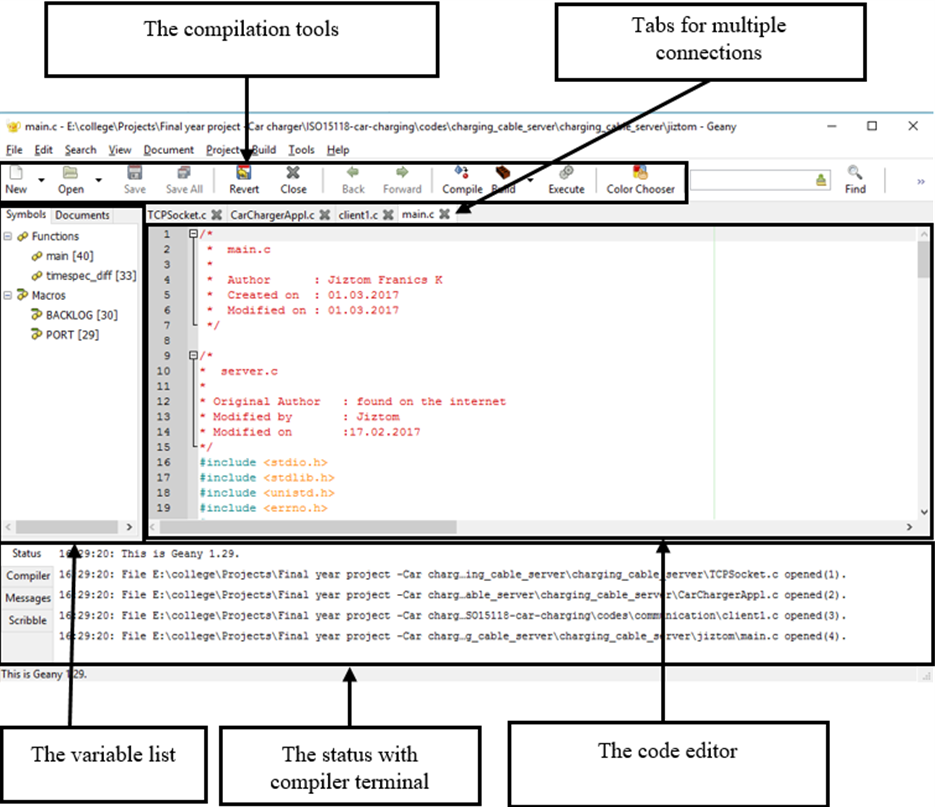 The compilation tools
Tabs for multiple
connections
main.c - E:\college\Projects\Final year project -Car charger\ISO15118-car-charging\codes\charging_cable_server\charging_cable_server\jiztom - Geany
File Edit Search View Document Project Build Tools Help
New Open Save Save All Revert Close Back Forward Compile Build Execute Color Chooser Find »
Symbols Documents
TCPSocket.c CarChargerAppl.c client1.c main.c
Functions
main [40]
timespec_diff [33]
Macros
BACKLOG [30]
PORT [29]
1 /*
2 * main.c
3 *
4 * Author : Jiztom Franics K
5 * Created on : 01.03.2017
6 * Modified on : 01.03.2017
7 */
8
9 /*
10 * server.c
11 *
12 * Original Author : found on the internet
13 * Modified by : Jiztom
14 * Modified on :17.02.2017
15 */
16 #include <stdio.h>
17 #include <stdlib.h>
18 #include <unistd.h>
19 #include <errno.h>
Status
Compiler
Messages
Scribble
16:29:20: This is Geany 1.29.
16:29:20: File E:\college\Projects\Final year project -Car charg…ing_cable_server\charging_cable_server\TCPSocket.c opened(1).
16:29:20: File E:\college\Projects\Final year project -Car charg…able_server\charging_cable_server\CarChargerAppl.c opened(2).
16:29:20: File E:\college\Projects\Final year project -Car charg…SO15118-car-charging\codes\communication\client1.c opened(3).
16:29:20: File E:\college\Projects\Final year project -Car charg…g_cable_server\charging_cable_server\jiztom\main.c opened(4).
This is Geany 1.29.
The variable list
The status with
compiler terminal
The code editor